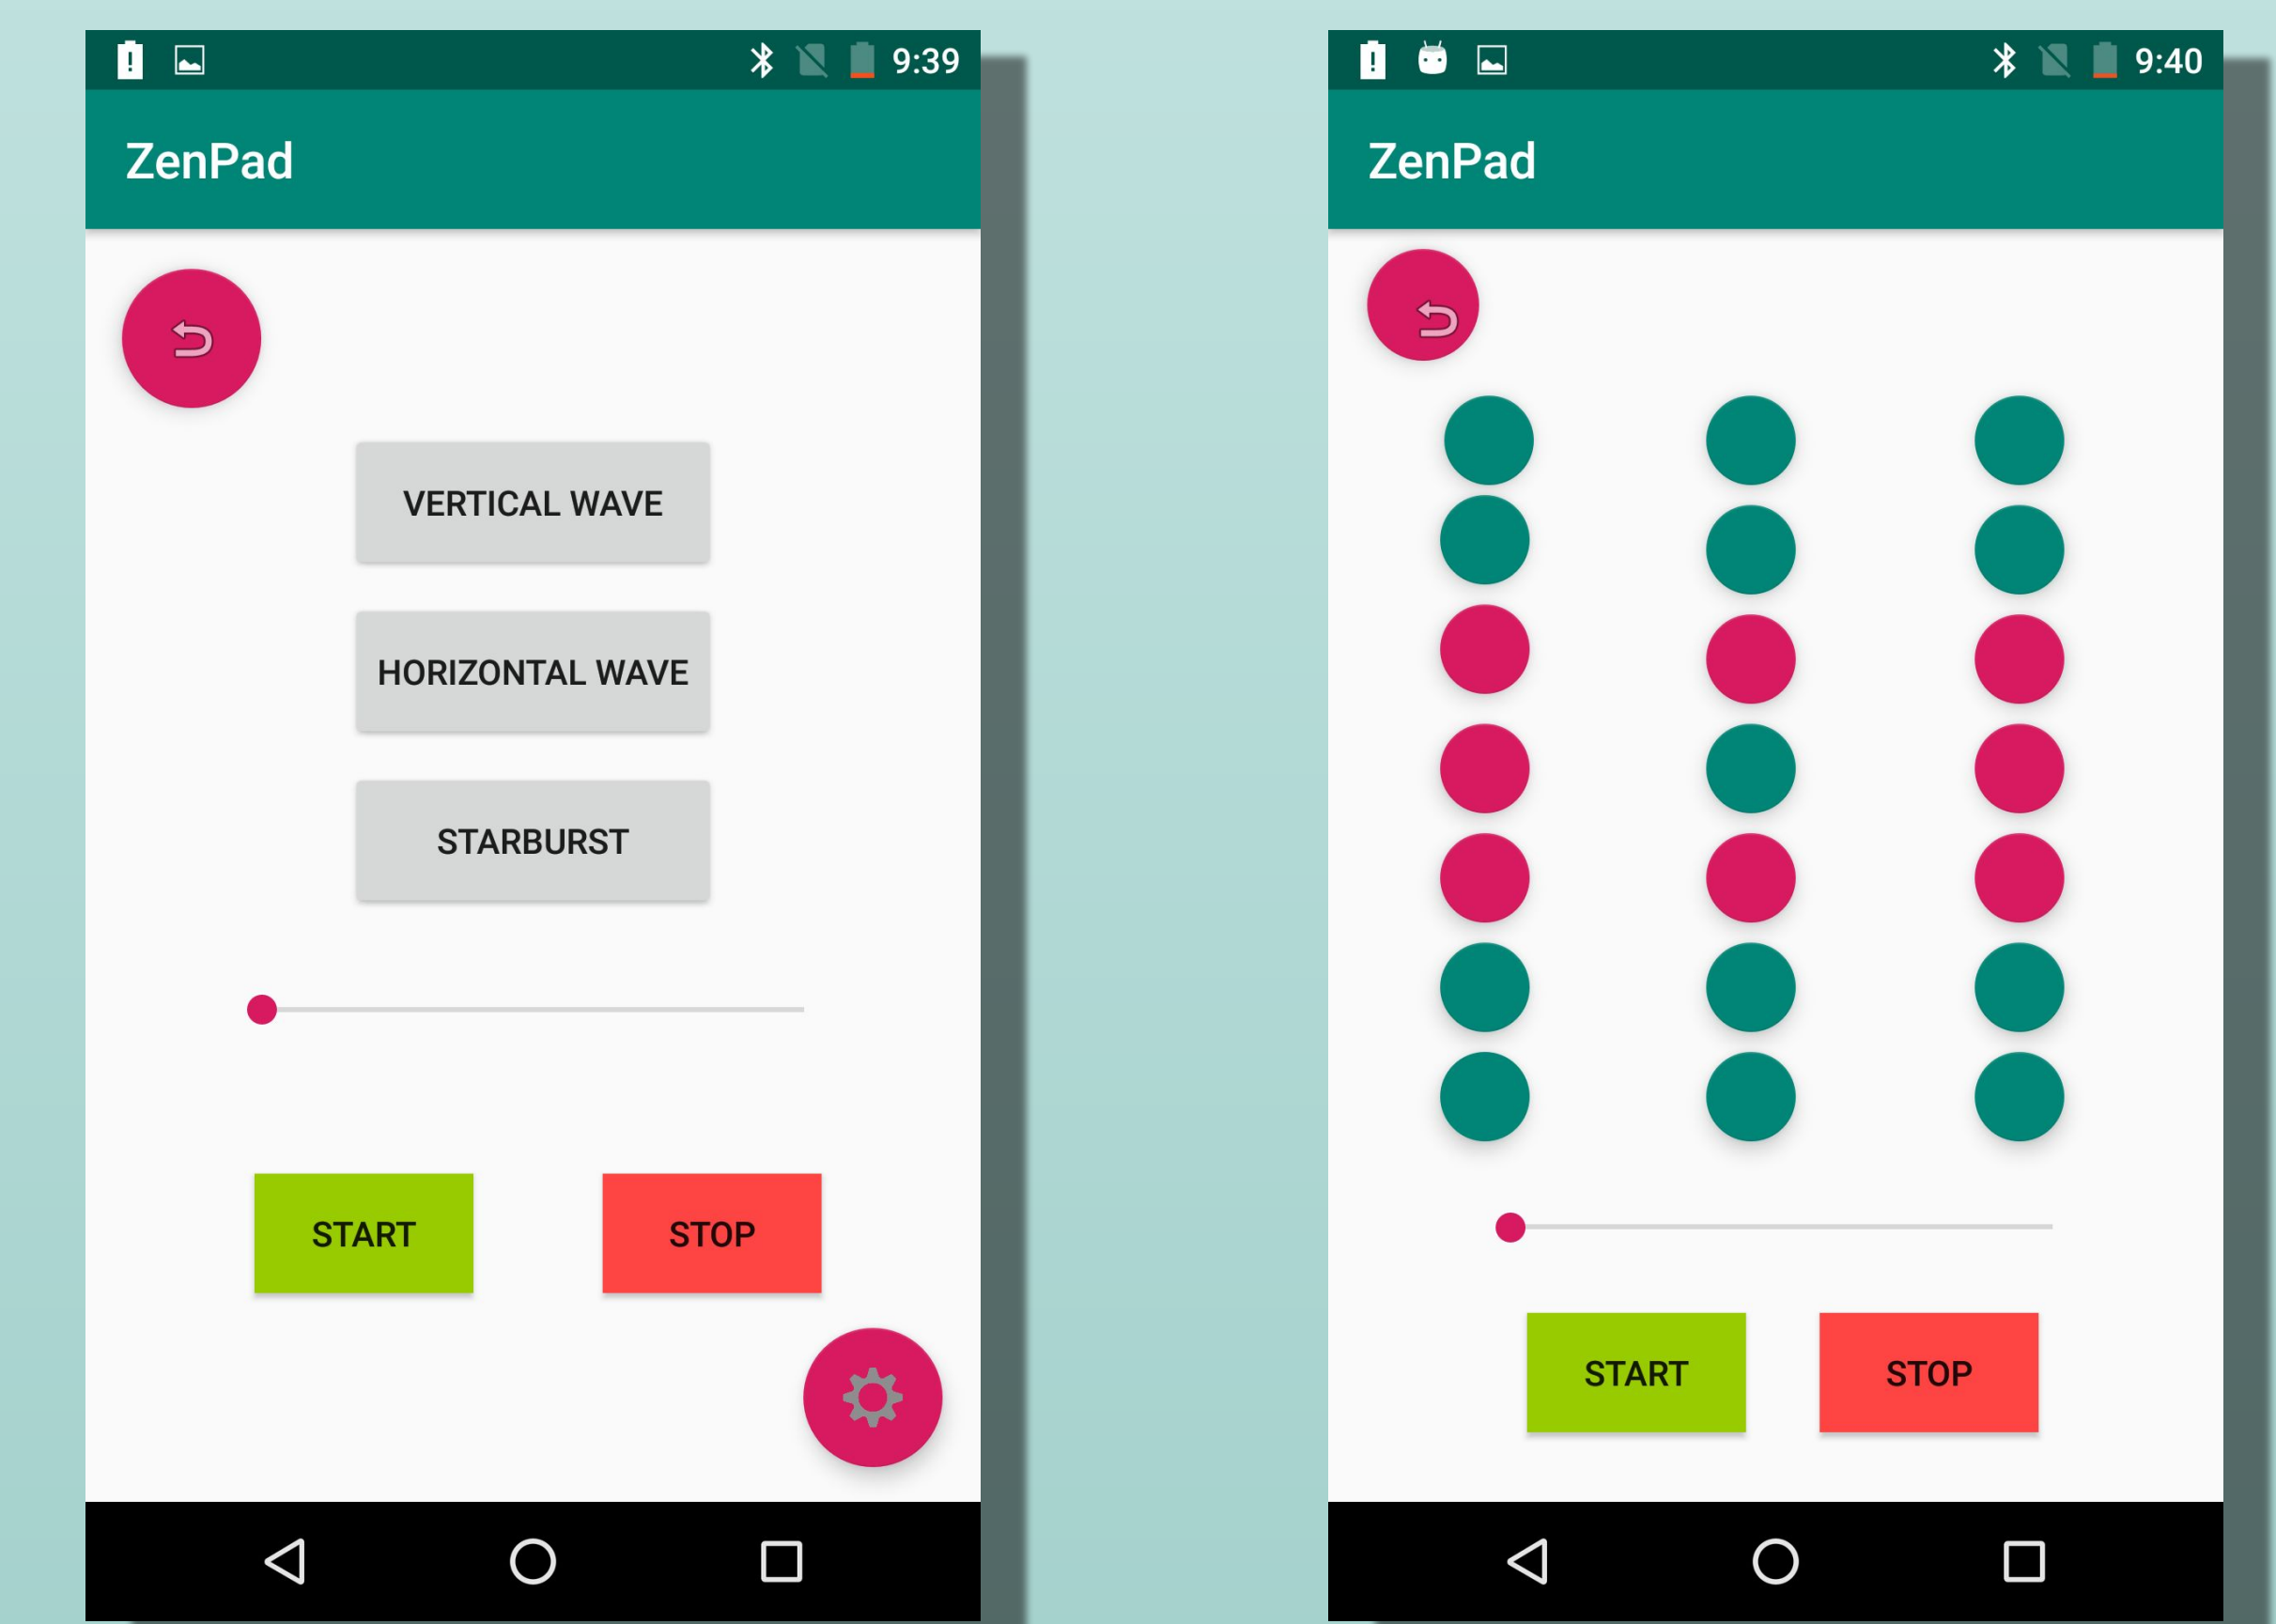 9:39
ZenPad
VERTICAL WAVE
HORIZONTAL WAVE
STARBURST
START STOP
9:40
ZenPad
START STOP